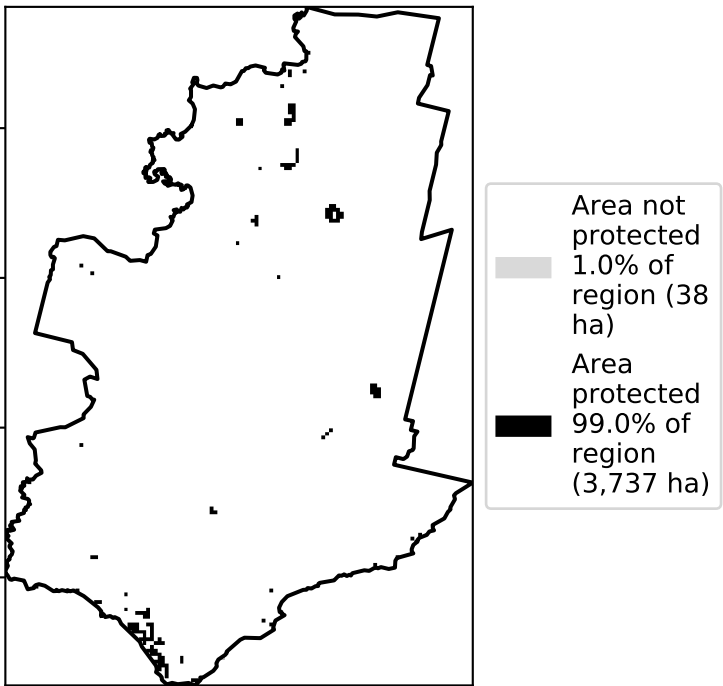 Area not
protected
1.0% of
region (38
ha)
Area
protected
99.0% of
region
(3,737 ha)